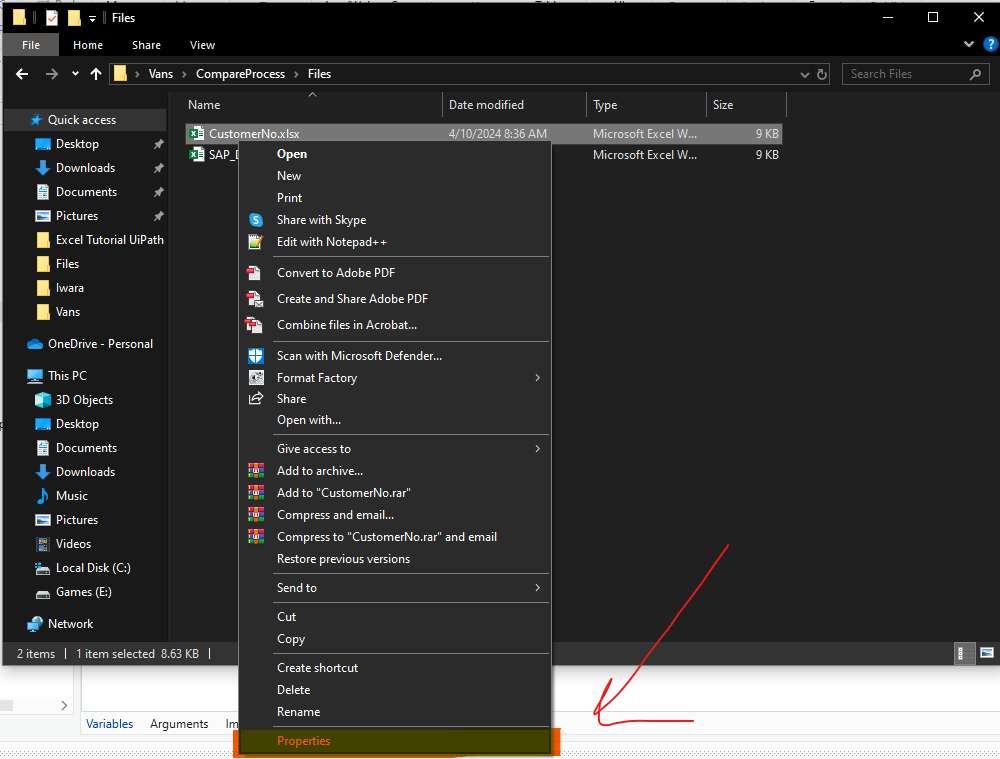 Files
File Home Share View
Vans CompareProcess Files Search Files
Name Date modified Type Size
Quick access
Desktop
Downloads
Documents
Pictures
Excel Tutorial UiPath
Files
Iwara
Vans
OneDrive - Personal
This PC
3D Objects
Desktop
Documents
Downloads
Music
Pictures
Videos
Local Disk (C:)
Games (E:)
Network
CustomerNo.xlsx 4/10/2024 8:36 AM Microsoft Excel W... 9 KB
SAP_ Microsoft Excel W... 9 KB
Open
New
Print
Share with Skype
Edit with Notepad++
Convert to Adobe PDF
Create and Share Adobe PDF
Combine files in Acrobat...
Scan with Microsoft Defender...
Format Factory
Share
Open with...
Give access to
Add to archive...
Add to "CustomerNo.rar"
Compress and email...
Compress to "CustomerNo.rar" and email
Restore previous versions
Send to
Cut
Copy
Create shortcut
Delete
Rename
Properties
2 items 1 item selected 8.63 KB
Variables Arguments Im